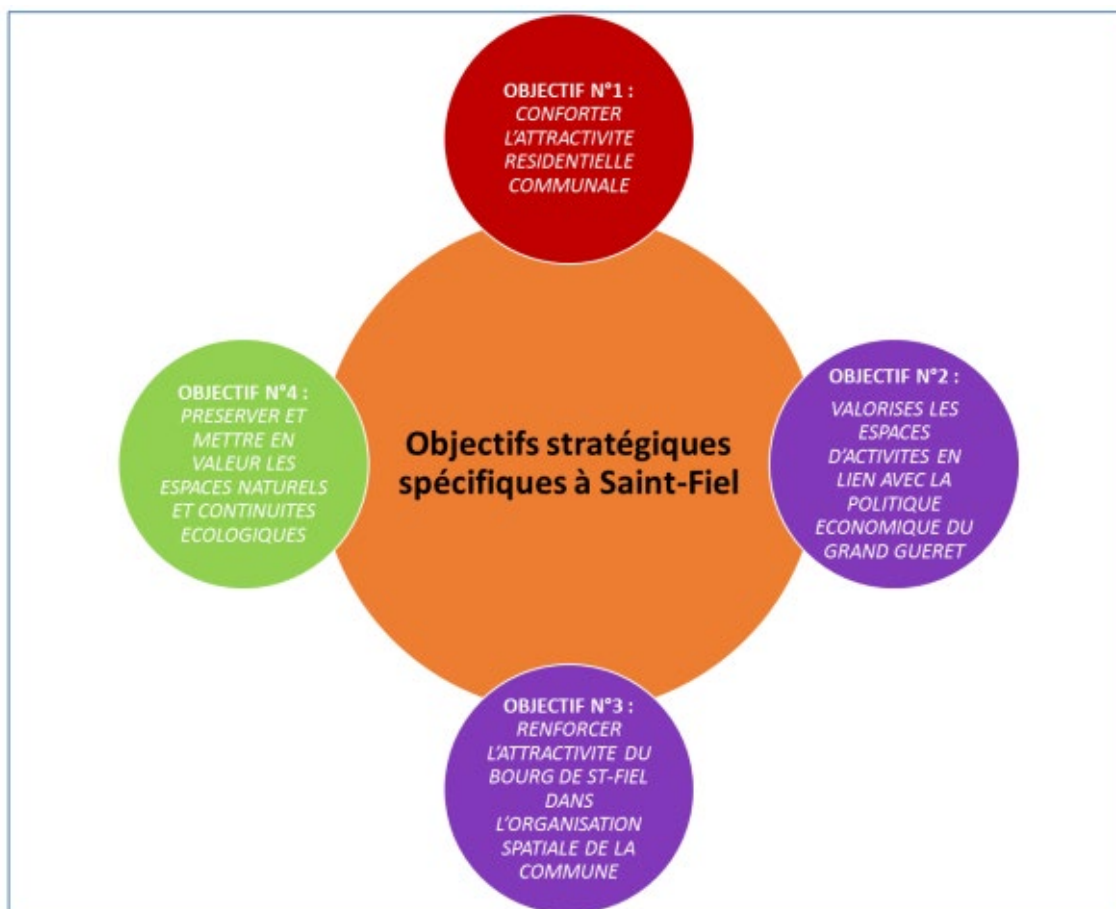 OBJECTIF N°1 :
CONFORTER
L'ATTRACTIVITE
RESIDENTIELLE
COMMUNALE
OBJECTIF N°4 :
PRESERVER ET
METTRE EN
VALEUR LES
ESPACES NATURELS
ET CONTINUITES
ECOLOGIQUES
Objectifs stratégiques
spécifiques à Saint-Fiel
OBJECTIF N°2 :
VALORISES LES
ESPACES
D'ACTIVITES EN
LIEN AVEC LA
POLITIQUE
ECONOMIQUE DU
GRAND GUERET
OBJECTIF N°3 :
RENFORCER
L'ATTRACTIVITE DU
BOURG DE ST-FIEL
DANS
L'ORGANISATION
SPATIALE DE LA
COMMUNE